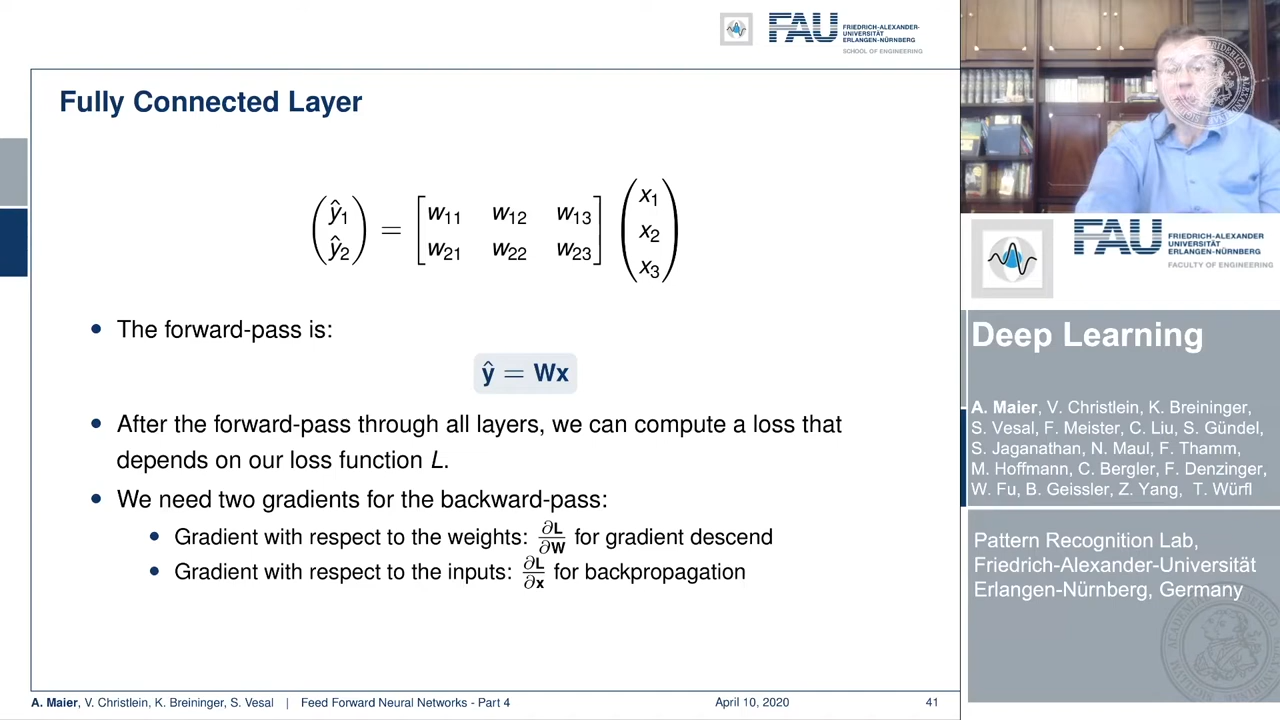 FAU
FRIEDRICH-ALEXANDER-
UNIVERSITÄT
ERLANGEN-NÜRNBERG
SCHOOL OF ENGINEERING
Fully Connected Layer
(ŷ₁ ŷ₂) = [w₁₁ w₁₂ w₁₃ w₂₁ w₂₂ w₂₃] (x₁ x₂ x₃)
• The forward-pass is:
ŷ = Wx
• After the forward-pass through all layers, we can compute a loss that
depends on our loss function L.
• We need two gradients for the backward-pass:
• Gradient with respect to the weights: ∂L/∂W for gradient descend
• Gradient with respect to the inputs: ∂L/∂x for backpropagation
A. Maier, V. Christlein, K. Breininger, S. Vesal | Feed Forward Neural Networks - Part 4 April 10, 2020 41
FAU
FRIEDRICH-ALEXANDER
UNIVERSITÄT
ERLANGEN-NÜRNBERG
FACULTY OF ENGINEERING
Deep Learning
A. Maier, V. Christlein, K. Breininger,
S. Vesal, F. Meister, C. Liu, S. Gündel,
S. Jaganathan, N. Maul, F. Thamm,
M. Hoffmann, C. Bergler, F. Denzinger,
W. Fu, B. Geissler, Z. Yang, T. Würfl
Pattern Recognition Lab,
Friedrich-Alexander-Universität
Erlangen-Nürnberg, Germany